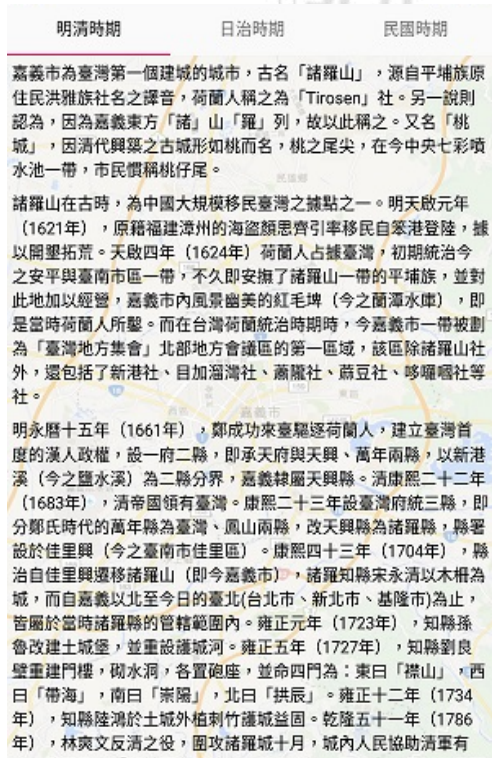 明清時期
日治時期
民國時期
嘉義市為臺灣第一個建城的城市，古名「諸羅山」，源自平埔族原
住民洪雅族社名之譯音，荷蘭人稱之為「Tirosen」社。另一說則
認為，因為嘉義東方「諸」山「羅」列，故以此稱之。又名「桃
城」，因清代興築之古城形如桃而名，桃之尾尖，在今中央七彩噴
水池一帶，市民慣稱桃仔尾。
諸羅山在古時，為中國大規模移民臺灣之據點之一。明天啟元年
（1621年），原籍福建漳州的海盜顏思齊引率移民自笨港登陸，據
以開墾拓荒。天啟四年（1624年）荷蘭人占據臺灣，初期統治今
之安平與臺南市區一帶，不久即安撫了諸羅山一帶的平埔族，並對
此地加以經營，嘉義市內風景幽美的紅毛埤（今之蘭潭水庫），即
是當時荷蘭人所鑿。而在台灣荷蘭統治時期時，今嘉義市一帶被劃
為「臺灣地方集會」北部地方會議區的第一區域，該區除諸羅山社
外，還包括了新港社、目加溜灣社、蕭隴社、蔴豆社、哆囉嘓社等
社。
明永曆十五年（1661年），鄭成功來臺驅逐荷蘭人，建立臺灣首
度的漢人政權，設一府二縣，即承天府與天興、萬年兩縣，以新港
溪（今之鹽水溪）為二縣分界，嘉義隸屬天興縣。清康熙二十二年
（1683年），清帝國領有臺灣。康熙二十三年設臺灣府統三縣，即
分鄭氏時代的萬年縣為臺灣、鳳山兩縣，改天興縣為諸羅縣，縣署
設於佳里興（今之臺南市佳里區）。康熙四十三年（1704年），縣
治自佳里興遷移諸羅山（即今嘉義市），諸羅知縣宋永清以木柵為
城，而自嘉義以北至今日的臺北(台北市、新北市、基隆市)為止，
皆屬於當時諸羅縣的管轄範圍內。雍正元年（1723年），知縣孫
魯改建土城堡，並重設護城河。雍正五年（1727年），知縣劉良
璧重建門樓，砌水洞，各置砲座，並命四門為：東曰「襟山」，西
曰「帶海」，南曰「崇陽」，北曰「拱辰」。雍正十二年（1734
年），知縣陸鴻於土城外植刺竹護城益固。乾隆五十一年（1786
年），林爽文反清之役，圍攻諸羅城十月，城內人民協助清軍有
民雄鄉
嘉義市